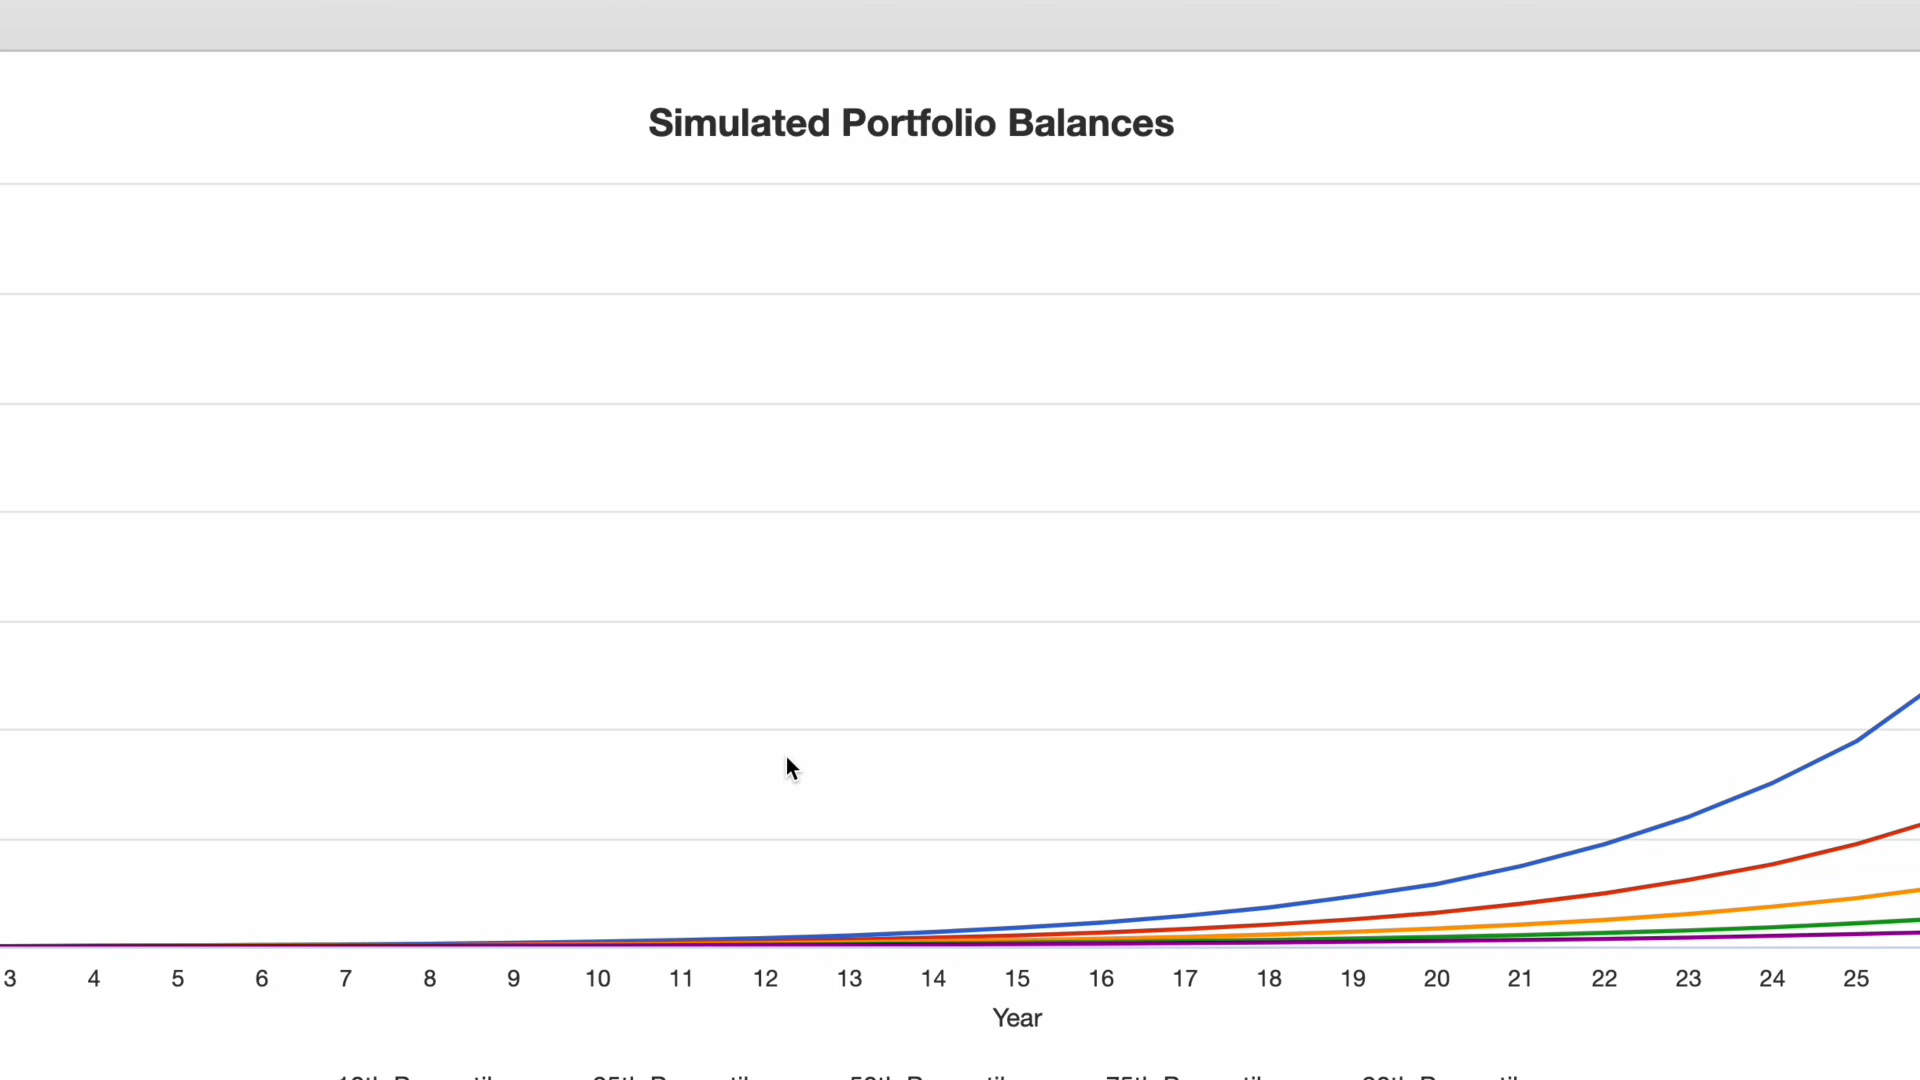 Simulated Portfolio Balances
3 4 5 6 7 8 9 10 11 12 13 14 15 16 17 18 19 20 21 22 23 24 25
Year